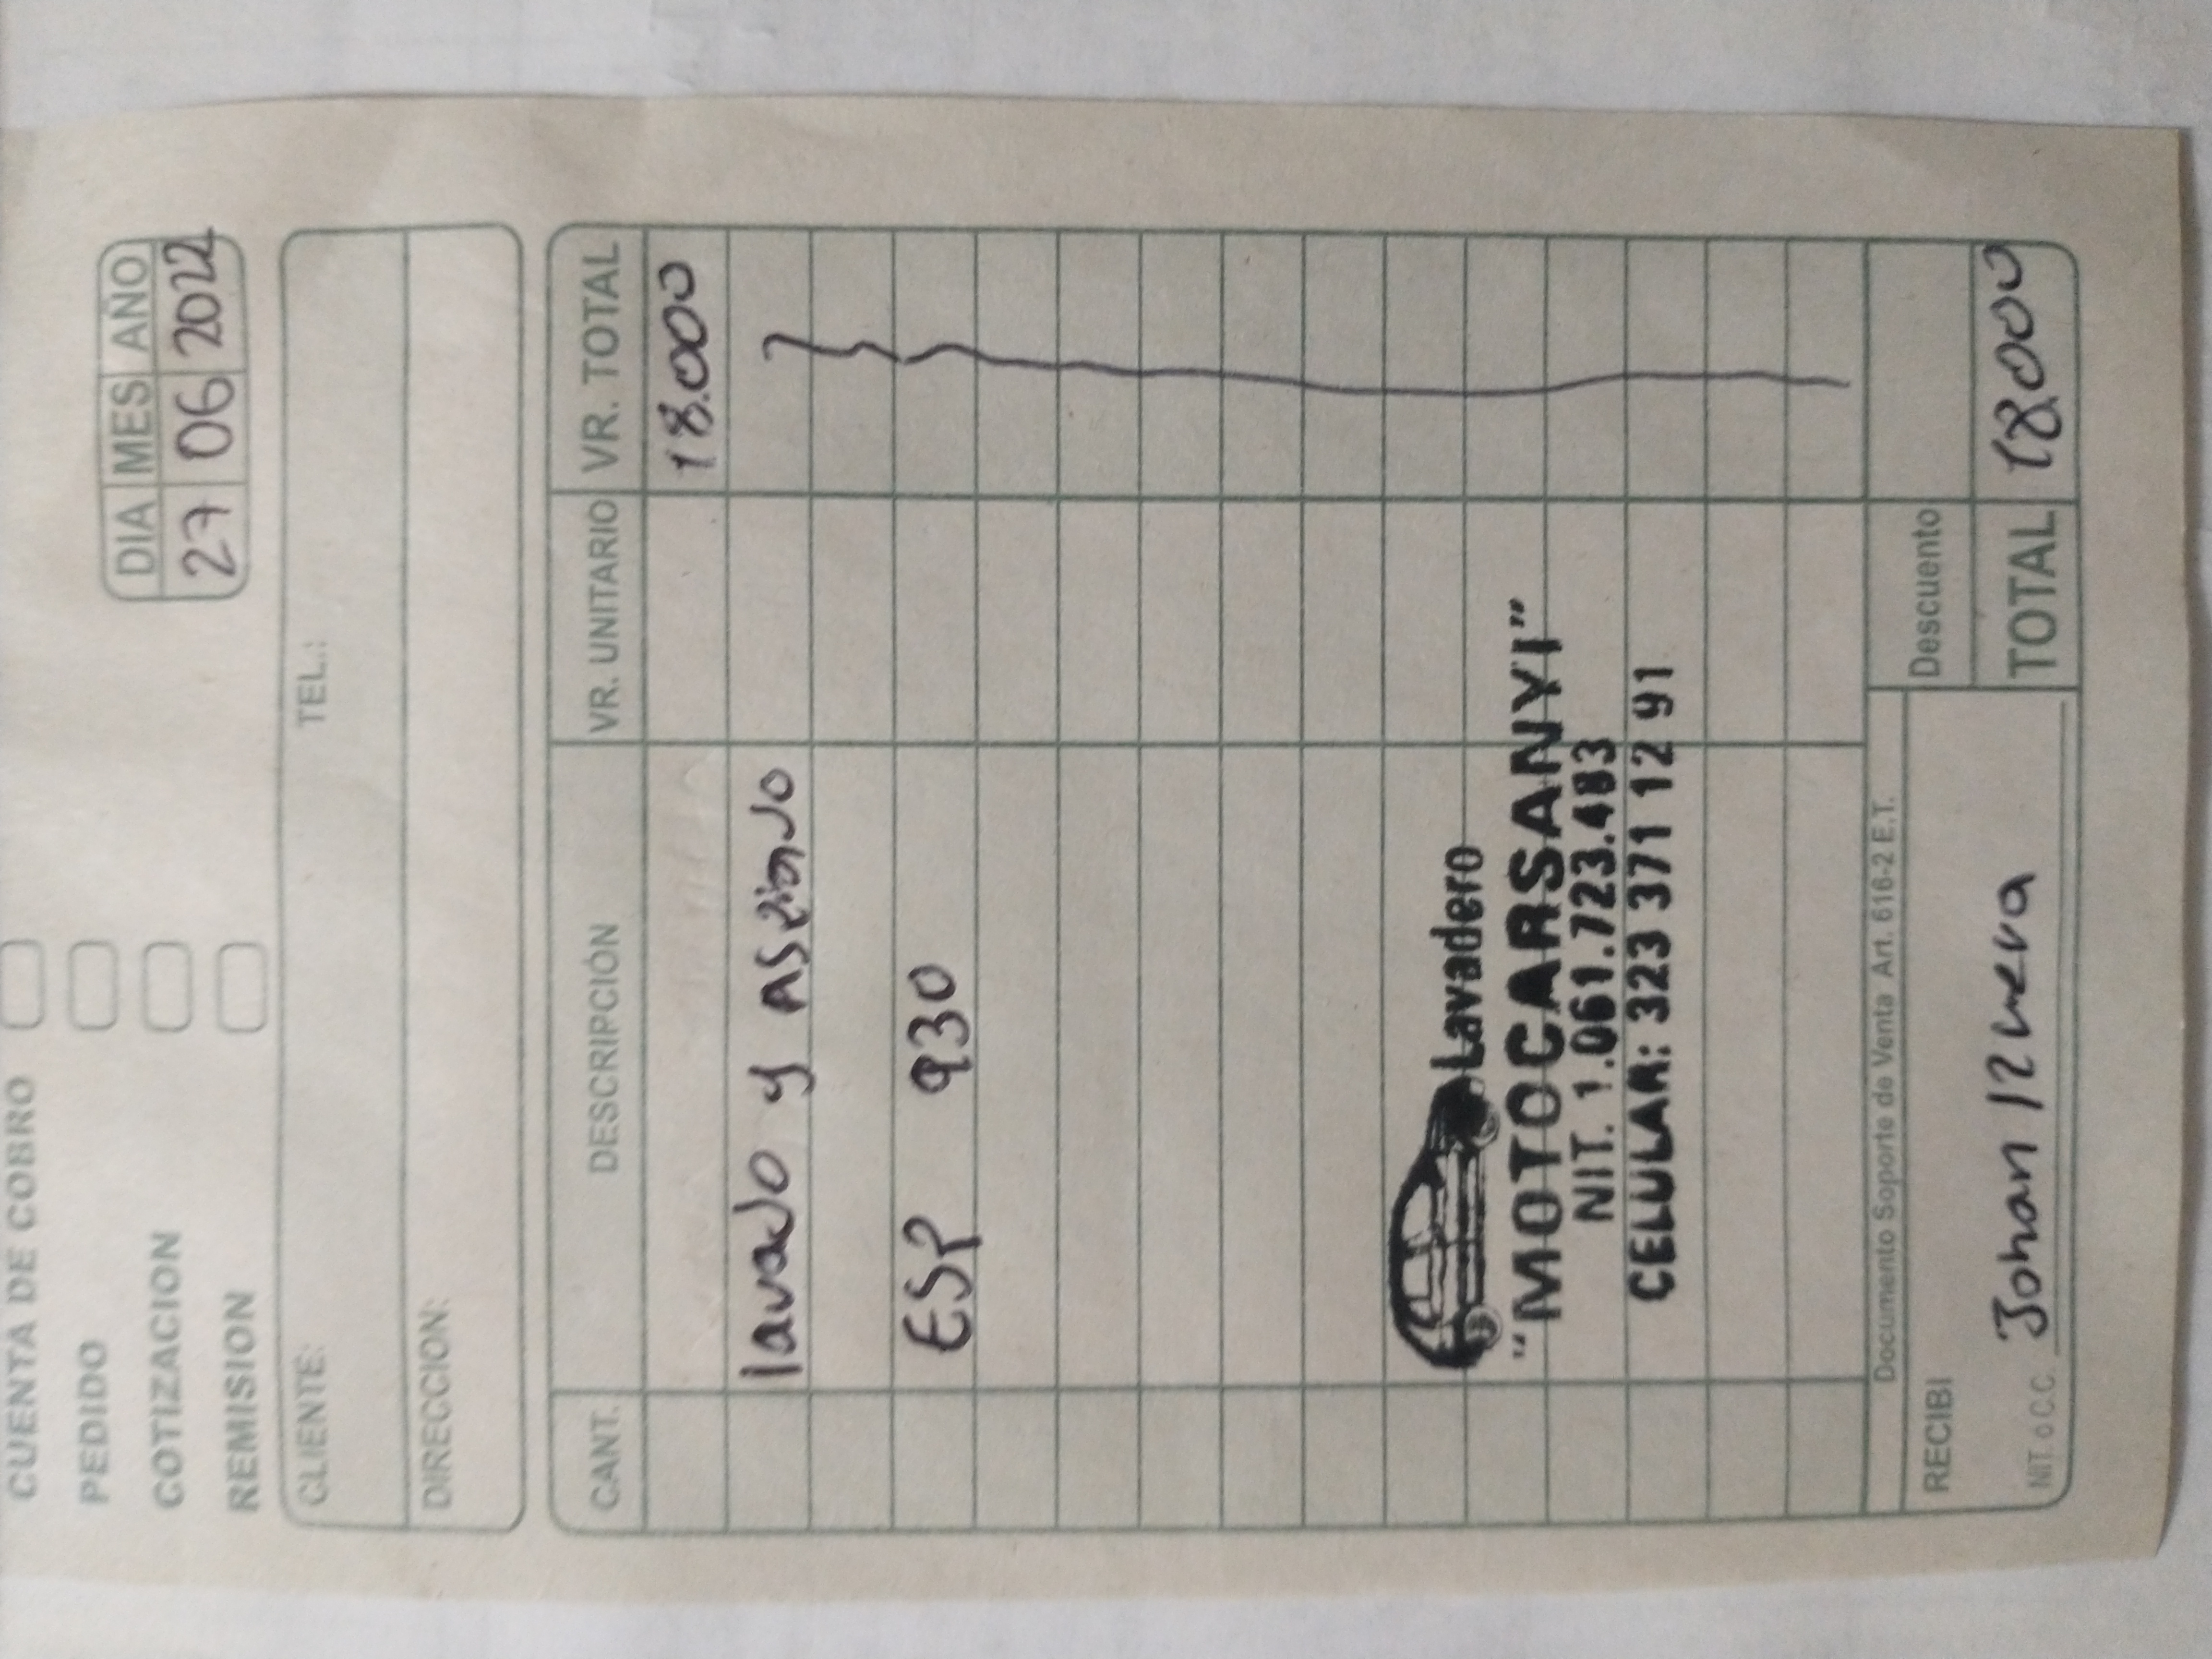 CUENTA DE COBRO
PEDIDO
COTIZACION
REMISION
DIA MES AÑO
27 06 2022
CLIENTE: TEL.:
DIRECCION:
CANT. DESCRIPCIÓN VR. UNITARIO VR. TOTAL
18.000
lavado y
ESP 930
Lavadero
"MOTOCARSANYI"
NIT. 1.061.723.483
CELULAR: 323 371 12 91
Documento Soporte de Venta Art. 616-2 E.T.
RECIBI
Descuento
NIT. o C.C. Johan
TOTAL 18000